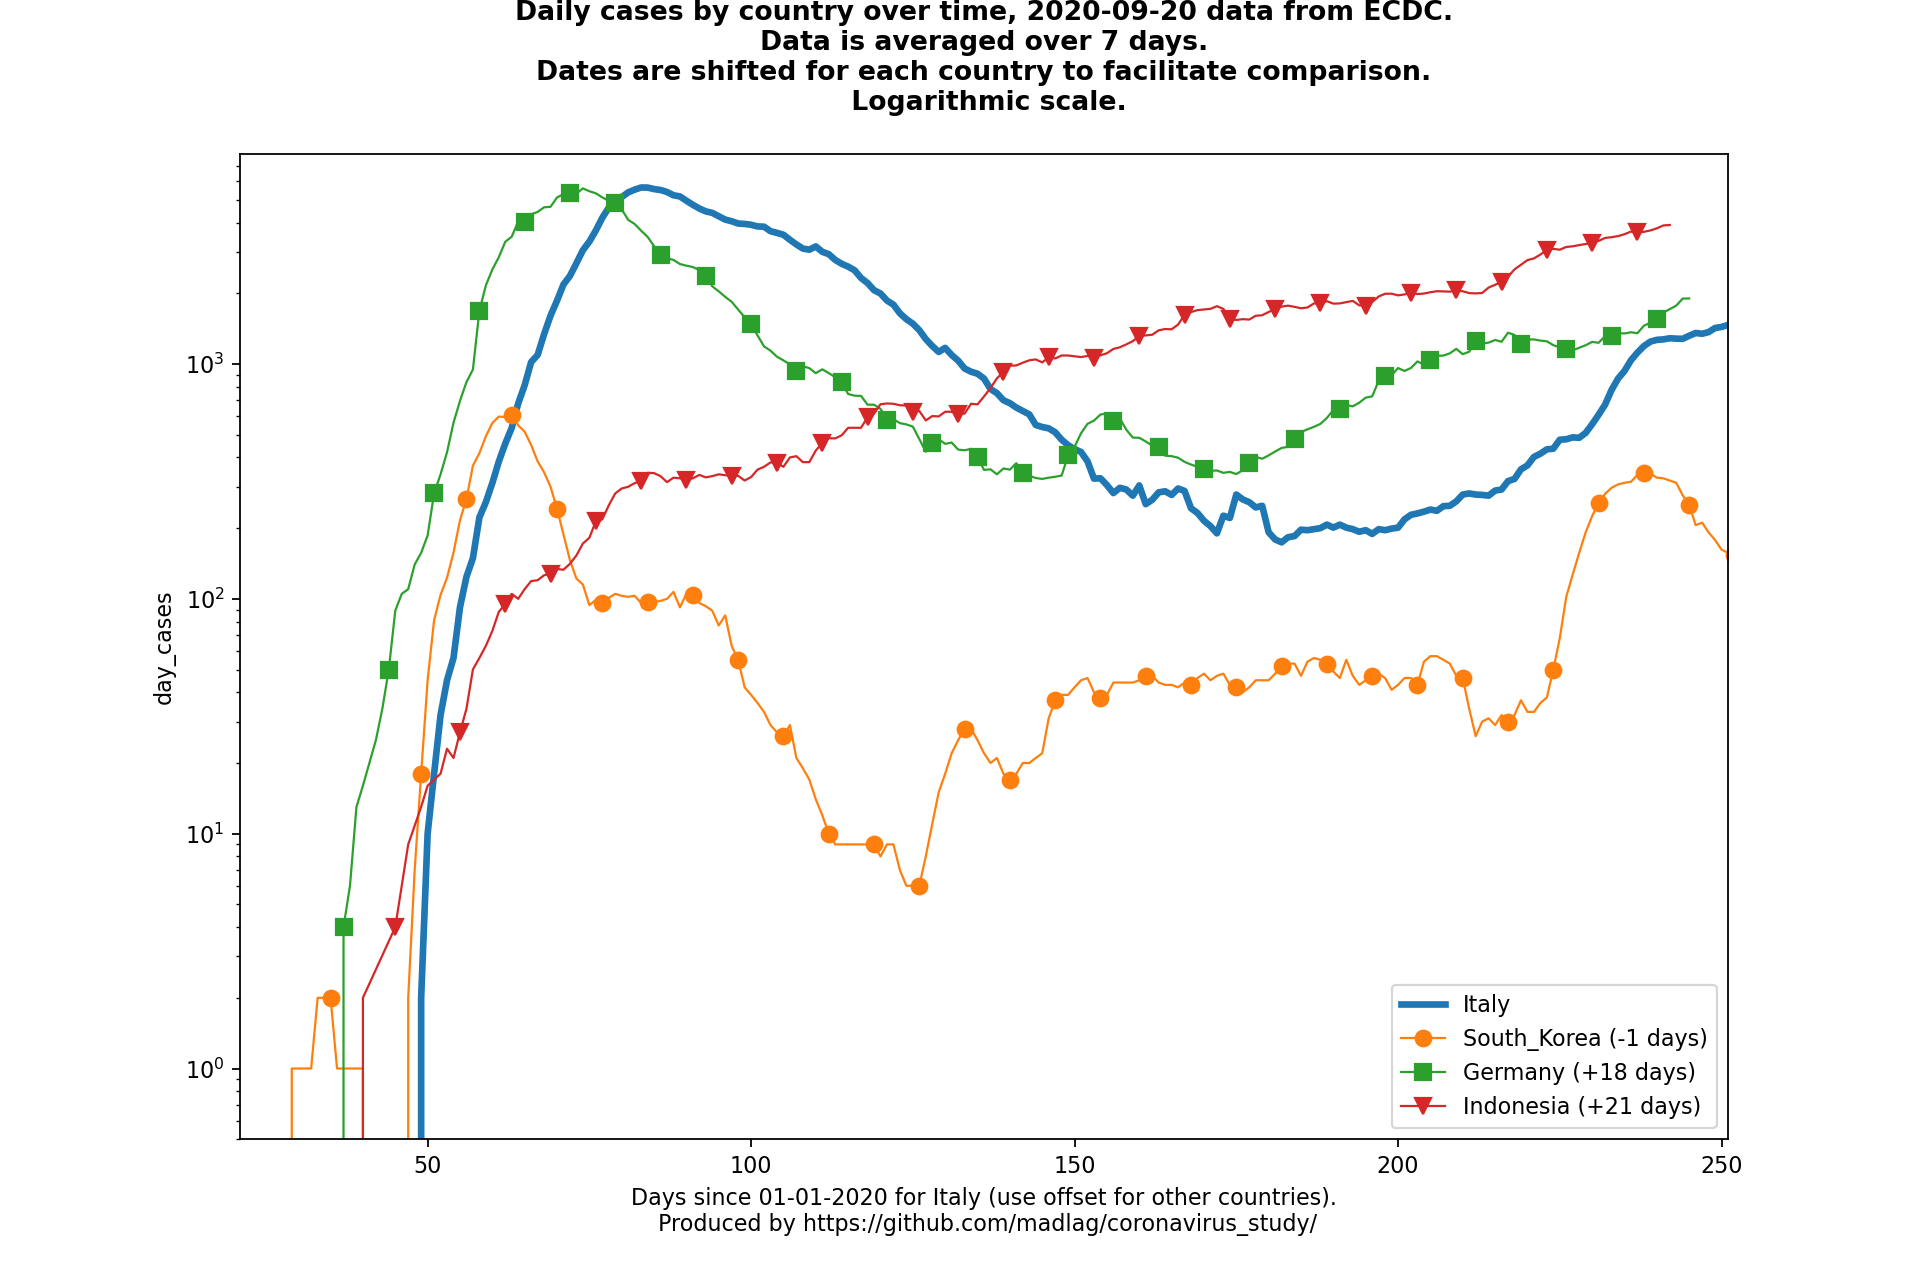 Daily cases by country over time, 2020-09-20 data from ECDC.
Data is averaged over 7 days.
Dates are shifted for each country to facilitate comparison.
Logarithmic scale.
10³
10²
10¹
10⁰
day_cases
50
100
150
200
250
Italy
South_Korea (-1 days)
Germany (+18 days)
Indonesia (+21 days)
Days since 01-01-2020 for Italy (use offset for other countries).
Produced by https://github.com/madlag/coronavirus_study/